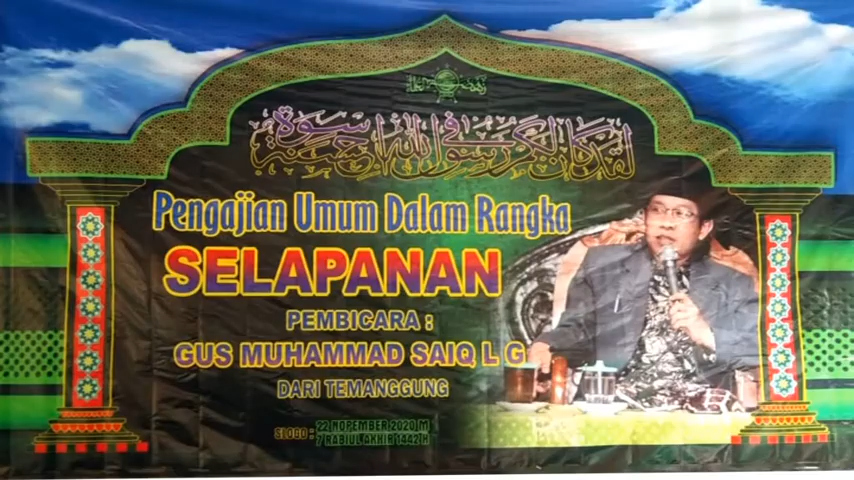 لقد كان لكم في رسول الله أسوة حسنة
Pengajian Umum Dalam Rangka
SELAPANAN
PEMBICARA :
GUS MUHAMMAD SAIQ L G
DARI TEMANGGUNG
SLOGO : 22 NOPEMBER 2020 M
7 RABIUL AKHIR 1442 H